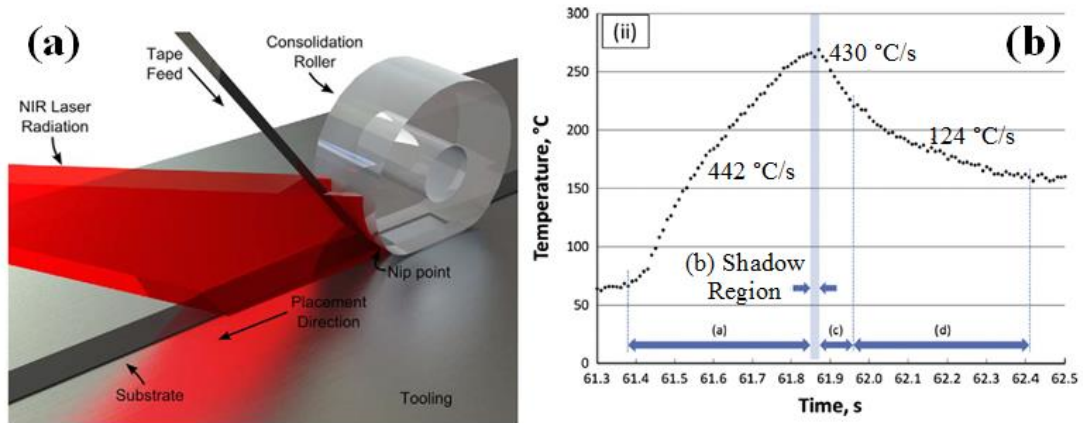 (a)
Tape
Feed
Consolidation
Roller
NIR Laser
Radiation
Nip point
Placement
Direction
Substrate
Tooling
(ii)
(b)
300
250
200
150
100
50
0
Temperature, °C
430 °C/s
442 °C/s
124 °C/s
(b) Shadow
Region
(a)
(c)
(d)
61.3 61.4 61.5 61.6 61.7 61.8 61.9 62.0 62.1 62.2 62.3 62.4 62.5
Time, s